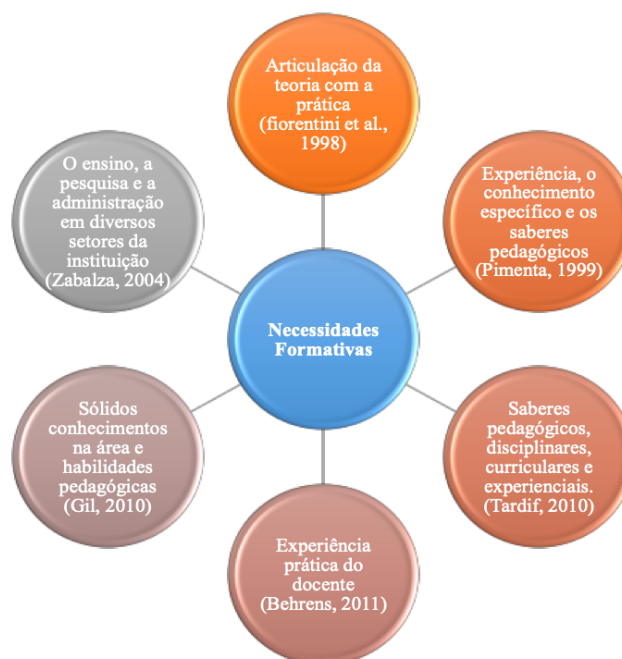 Articulação da
teoria com a
prática
(fiorentini et al.,
1998)
O ensino, a
pesquisa e a
administração
em diversos
setores da
instituição
(Zabalza, 2004)
Experiência, o
conhecimento
específico e os
saberes
pedagógicos
(Pimenta, 1999)
Necessidades
Formativas
Sólidos
conhecimentos
na área e
habilidades
pedagógicas
(Gil, 2010)
Saberes
pedagógicos,
disciplinares,
curriculares e
experienciais.
(Tardif, 2010)
Experiência
prática do
docente
(Behrens, 2011)